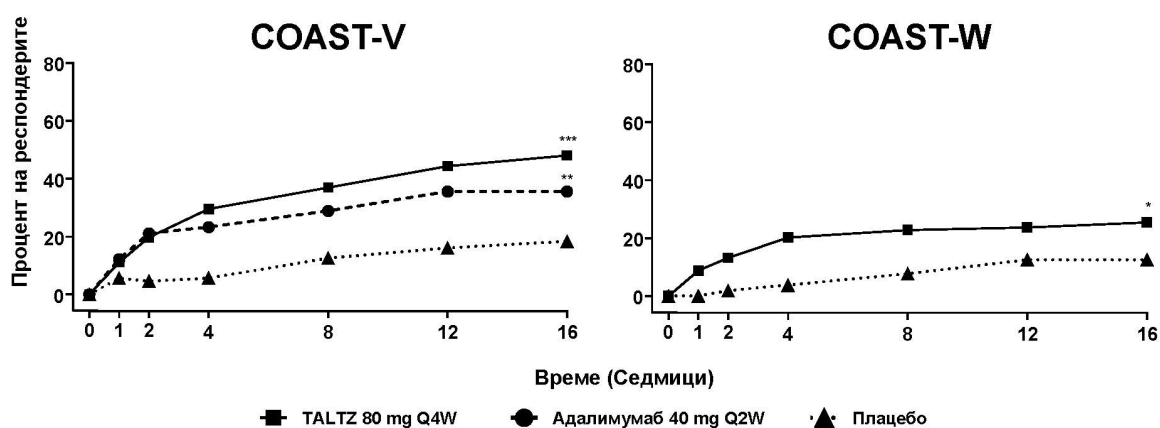 COAST-V
COAST-W
Процент на респондерите
80
60
40
20
0
***
**
0 1 2 4 8 12 16
80
60
40
20
0
*
0 1 2 4 8 12 16
Време (Седмици)
TALTZ 80 mg Q4W Адалимумаб 40 mg Q2W Плацебо